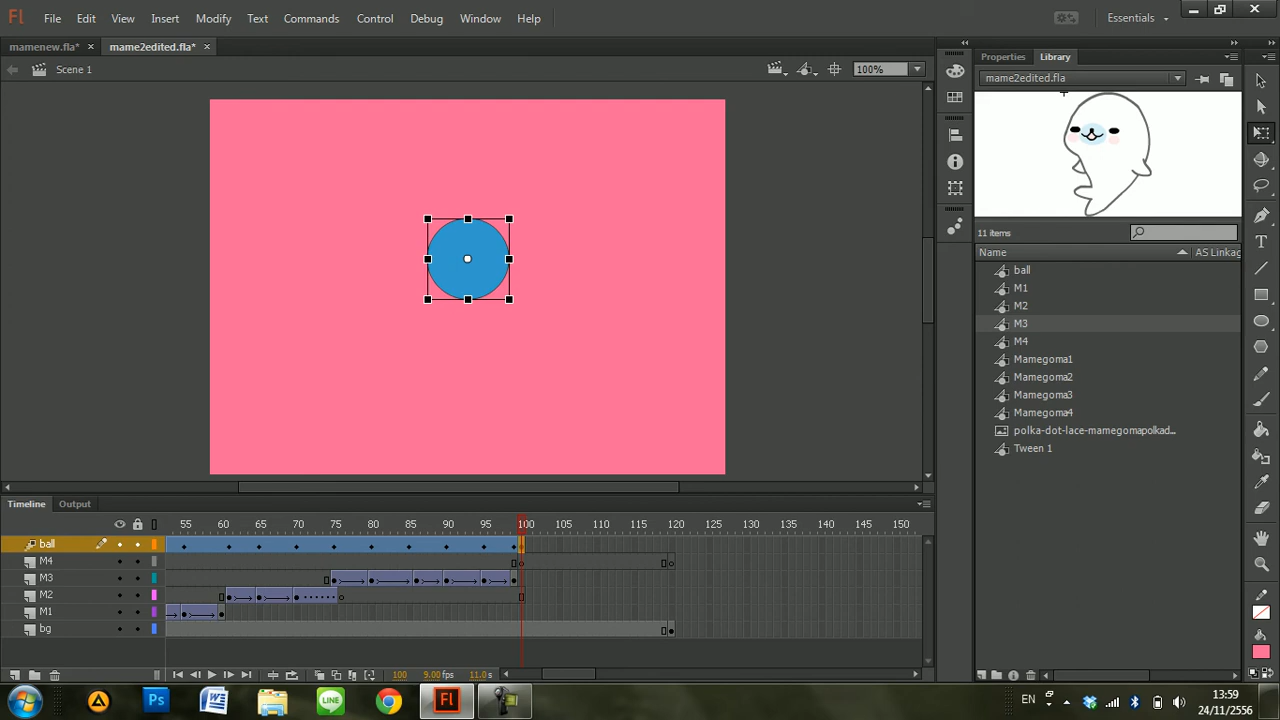 Fl File Edit View Insert Modify Text Commands Control Debug Window Help Essentials
mamenew.fla* mame2edited.fla* Properties Library
Scene 1 100% mame2edited.fla
11 items
Name AS Linkag
ball
M1
M2
M3
M4
Mamegoma1
Mamegoma2
Mamegoma3
Mamegoma4
polka-dot-lace-mamegomapolkad...
Tween 1
Timeline Output
55 60 65 70 75 80 85 90 95 100 105 110 115 120 125 130 135 140 145 150
ball
M4
M3
M2
M1
bg
100 9.00 fps 11.0 s
Ps W LINE Fl EN 13:59
24/11/2556